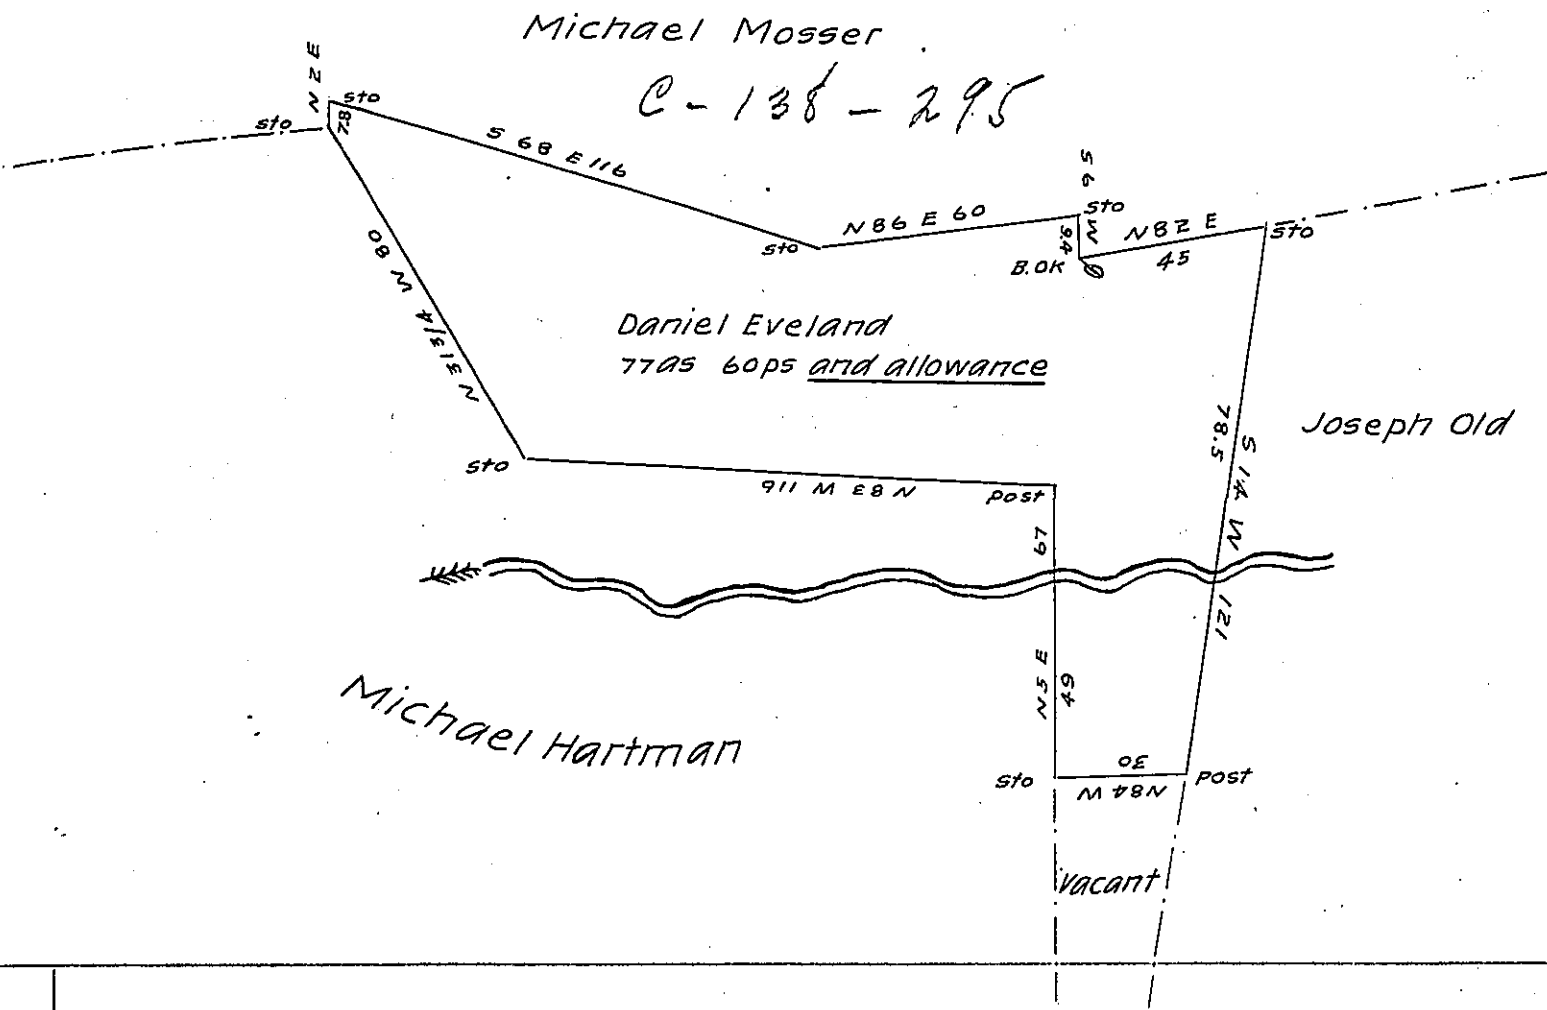 Michael Mosser
C - 138 - 295
N 2 E
sto
sto
7.8
S 68 E 116
S 6 W
9.4
sto
N 86 E 60
sto
N 82 E
45
sto
B.OK
N 31 3/4 W 80
Daniel Eveland
77as 60ps and allowance
78.5
S 14 W 121
Joseph Old
sto
N 83 W 116
post
67
N 5 E
49
Michael Hartman
sto
30
N 84 W
post
Vacant